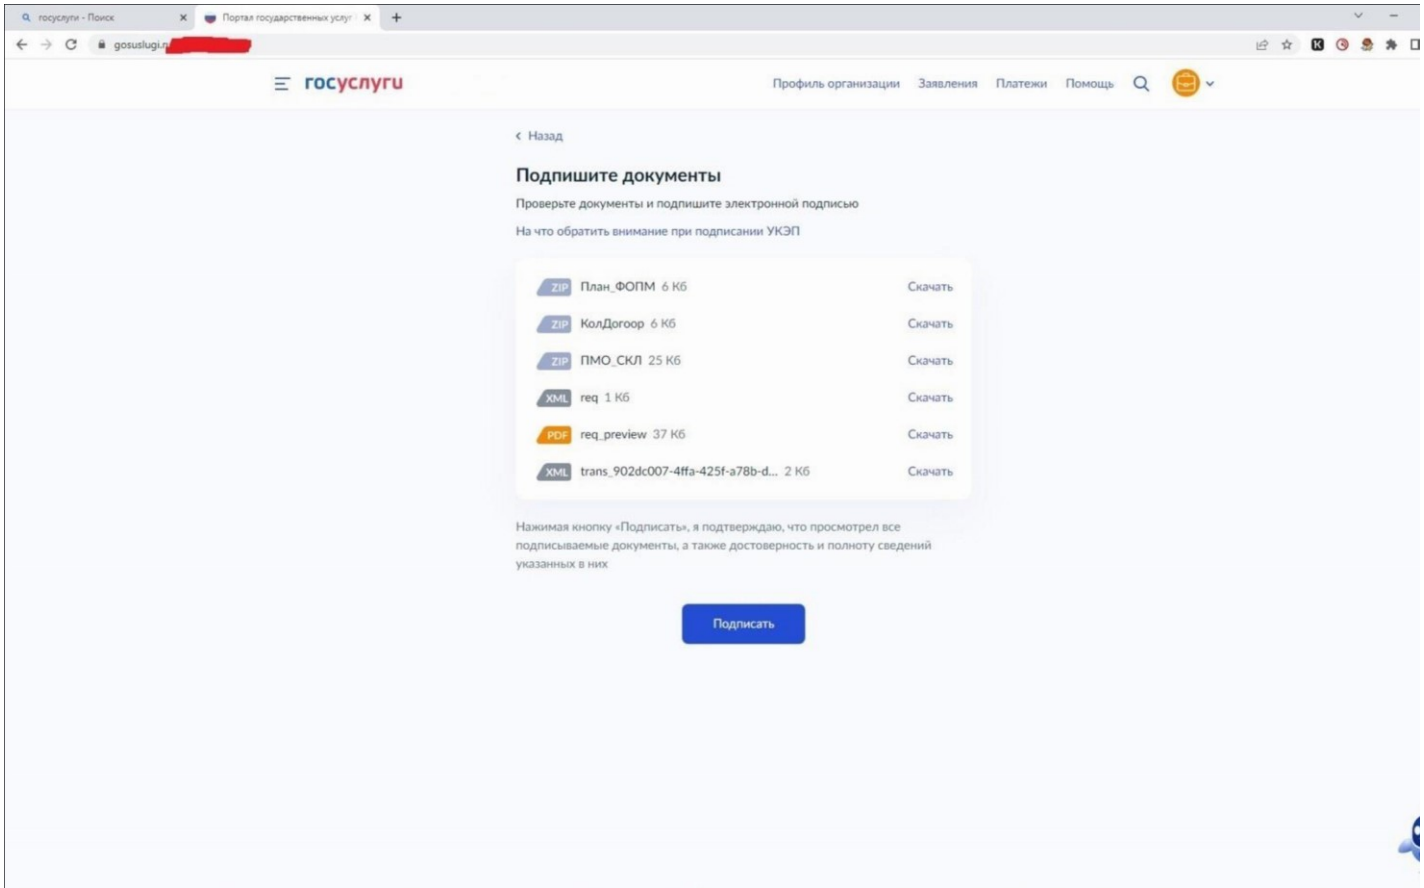 госуслуги - Поиск
Портал государственных услуг
gosuslugi.r
госуслуги
Профиль организации Заявления Платежи Помощь
Назад
Подпишите документы
Проверьте документы и подпишите электронной подписью
На что обратить внимание при подписании УКЭП
ZIP План_ФОПМ 6 Кб Скачать
ZIP КолДогоор 6 Кб Скачать
ZIP ПМО_СКЛ 25 Кб Скачать
XML req 1 Кб Скачать
PDF req_preview 37 Кб Скачать
XML trans_902dc007-4ffa-425f-a78b-d... 2 Кб Скачать
Нажимая кнопку «Подписать», я подтверждаю, что просмотрел все
подписываемые документы, а также достоверность и полноту сведений
указанных в них
Подписать